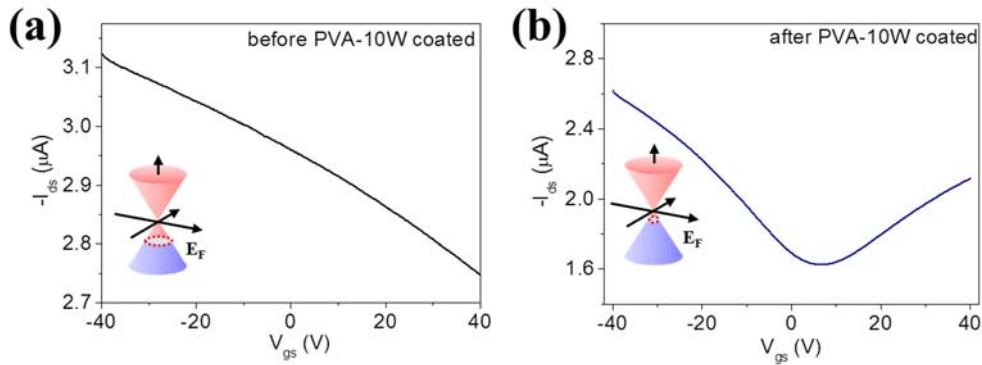 (a)
before PVA-10W coated
-I_ds (μA)
3.1
3.0
2.9
2.8
2.7
E_F
-40 -20 0 20 40
V_gs (V)
(b)
after PVA-10W coated
-I_ds (μA)
2.8
2.4
2.0
1.6
E_F
-40 -20 0 20 40
V_gs (V)